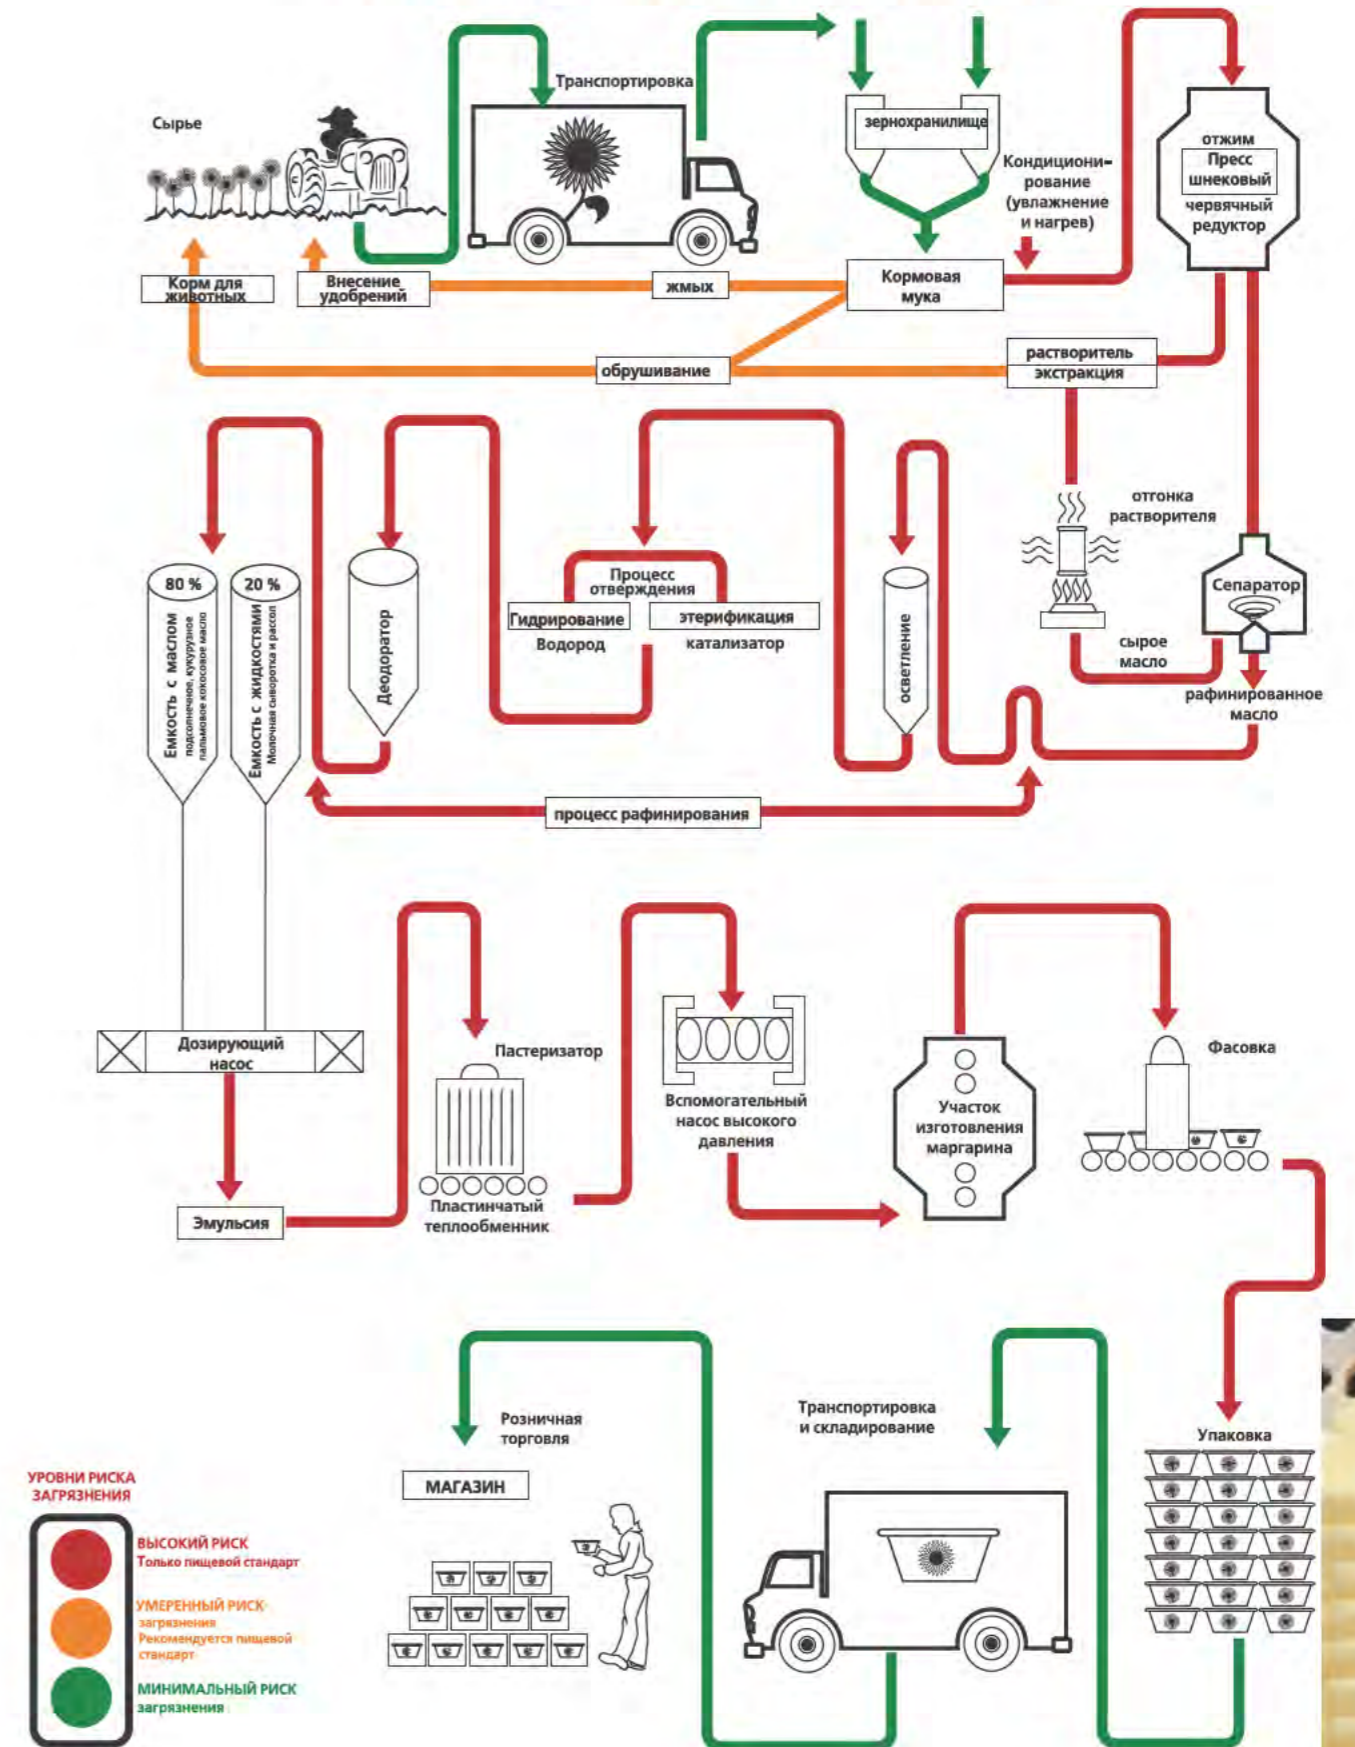 Транспортировка
Сырье
зернохранилище
Кондициони-
рование
(увлажнение
и нагрев)
отжим
Пресс
шнековый
червячный
редуктор
Корм для
животных
Внесение
удобрений
жмых
Кормовая
мука
обрушивание
растворитель
экстракция
отгонка
растворителя
80 %
20 %
Емкость с маслом
подсолнечное, кукурузное
пальмовое кокосовое масло
Емкость с жидкостями
Молочная сыворотка и рассол
Деодоратор
Процесс
отверждения
Гидрирование
Водород
этерификация
катализатор
осветление
Сепаратор
сырое
масло
рафинированное
масло
процесс рафинирования
Дозирующий
насос
Эмульсия
Пастеризатор
Пластинчатый
теплообменник
Вспомогательный
насос высокого
давления
Участок
изготовления
маргарина
Фасовка
Упаковка
Транспортировка
и складирование
Розничная
торговля
МАГАЗИН
УРОВНИ РИСКА
ЗАГРЯЗНЕНИЯ
ВЫСОКИЙ РИСК
Только пищевой стандарт
УМЕРЕННЫЙ РИСК
загрязнения
Рекомендуется пищевой
стандарт
МИНИМАЛЬНЫЙ РИСК
загрязнения